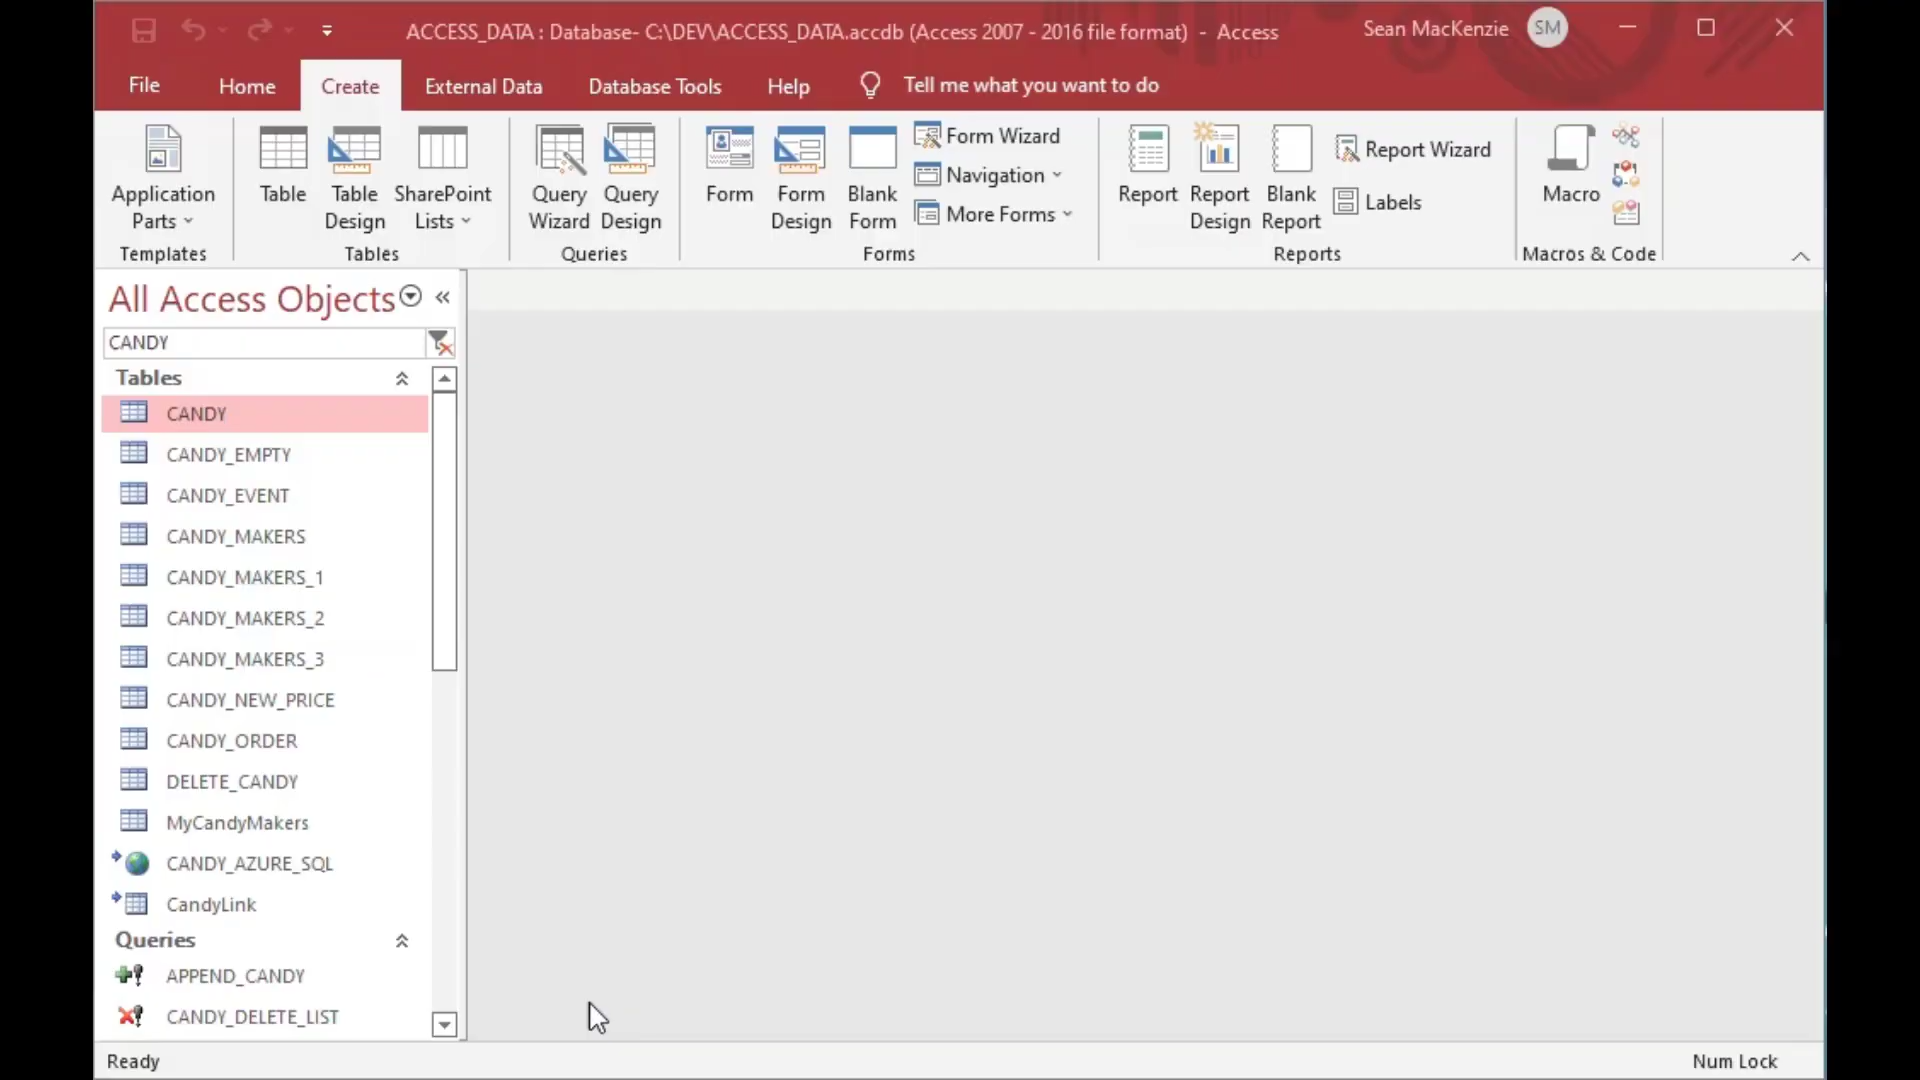 ACCESS_DATA : Database- C:\DEV\ACCESS_DATA.accdb (Access 2007 - 2016 file format) - Access
Sean MacKenzie SM
File Home Create External Data Database Tools Help Tell me what you want to do
Application Parts
Templates
Table
Table Design
SharePoint Lists
Tables
Query Wizard
Query Design
Queries
Form
Form Design
Blank Form
Form Wizard
Navigation
More Forms
Forms
Report
Report Design
Blank Report
Report Wizard
Labels
Reports
Macro
Macros & Code
All Access Objects
CANDY
Tables
CANDY
CANDY_EMPTY
CANDY_EVENT
CANDY_MAKERS
CANDY_MAKERS_1
CANDY_MAKERS_2
CANDY_MAKERS_3
CANDY_NEW_PRICE
CANDY_ORDER
DELETE_CANDY
MyCandyMakers
CANDY_AZURE_SQL
CandyLink
Queries
APPEND_CANDY
CANDY_DELETE_LIST
Ready
Num Lock